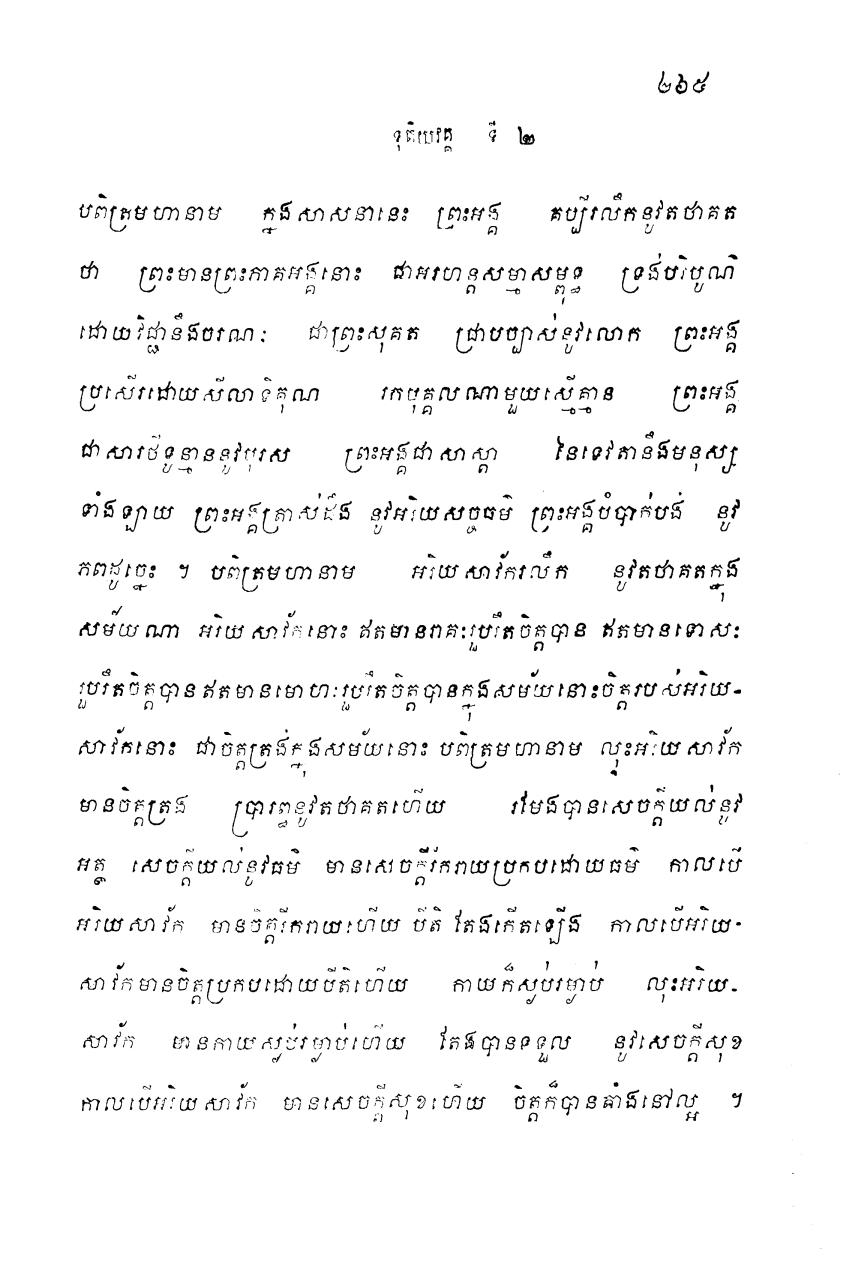 ២៦៥
ទុតិយវគ្គ ទី ២
បពិត្រមហានាម ក្នុងសាសនានេះ ព្រះអង្គ គប្បីរលឹកនូវតថាគត
ថា ព្រះមានព្រះភាគអង្គនោះ ជាអរហន្តសម្មាសម្ពុទ្ធ ទ្រង់បរិបូណ៌
ដោយវិជ្ជានឹងចរណៈ ជាព្រះសុគត ជ្រាបច្បាស់នូវលោក ព្រះអង្គ
ប្រសើរដោយសីលាទិគុណ រកបុគ្គលណាមួយស្មើគ្មាន ព្រះអង្គ
ជាសារថីទូន្មាននូវបុរស ព្រះអង្គជាសាស្តា នៃទេវតានឹងមនុស្ស
ទាំងឡាយ ព្រះអង្គត្រាស់ដឹង នូវអរិយសច្ចធម៌ ព្រះអង្គបំបាក់បង់ នូវ
ភពដូច្នេះ ។ បពិត្រមហានាម អរិយសាវ័ករលឹក នូវតថាគតក្នុង
សម័យណា អរិយសាវ័កនោះ ឥតមានរាគៈរួបរឹតចិត្តបាន ឥតមានទោសៈ
រួបរឹតចិត្តបានឥតមានមោហៈរួបរឹតចិត្តបានក្នុងសម័យនោះចិត្តរបស់អរិយ-
សាវ័កនោះ ជាចិត្តត្រង់ក្នុងសម័យនោះ បពិត្រមហានាម លុះអរិយសាវ័ក
មានចិត្តត្រង់ ប្រារព្ធនូវតថាគតហើយ រមែងបានសេចក្តីយល់នូវ
អត្ថ សេចក្តីយល់នូវធម៌ មានសេចក្តីរីករាយប្រកបដោយធម៌ កាលបើ
អរិយសាវ័ក មានចិត្តរីករាយហើយ បីតិ តែងកើតឡើង កាលបើអរិយ-
សាវ័កមានចិត្តប្រកបដោយបីតិហើយ កាយក៏ស្ងប់រម្ងាប់ លុះអរិយ-
សាវ័ក មានកាយស្ងប់រម្ងាប់ហើយ តែងបានទទួល នូវសេចក្តីសុខ
កាលបើអរិយសាវ័ក មានសេចក្តីសុខហើយ ចិត្តក៏បានតាំងនៅល្អ ។